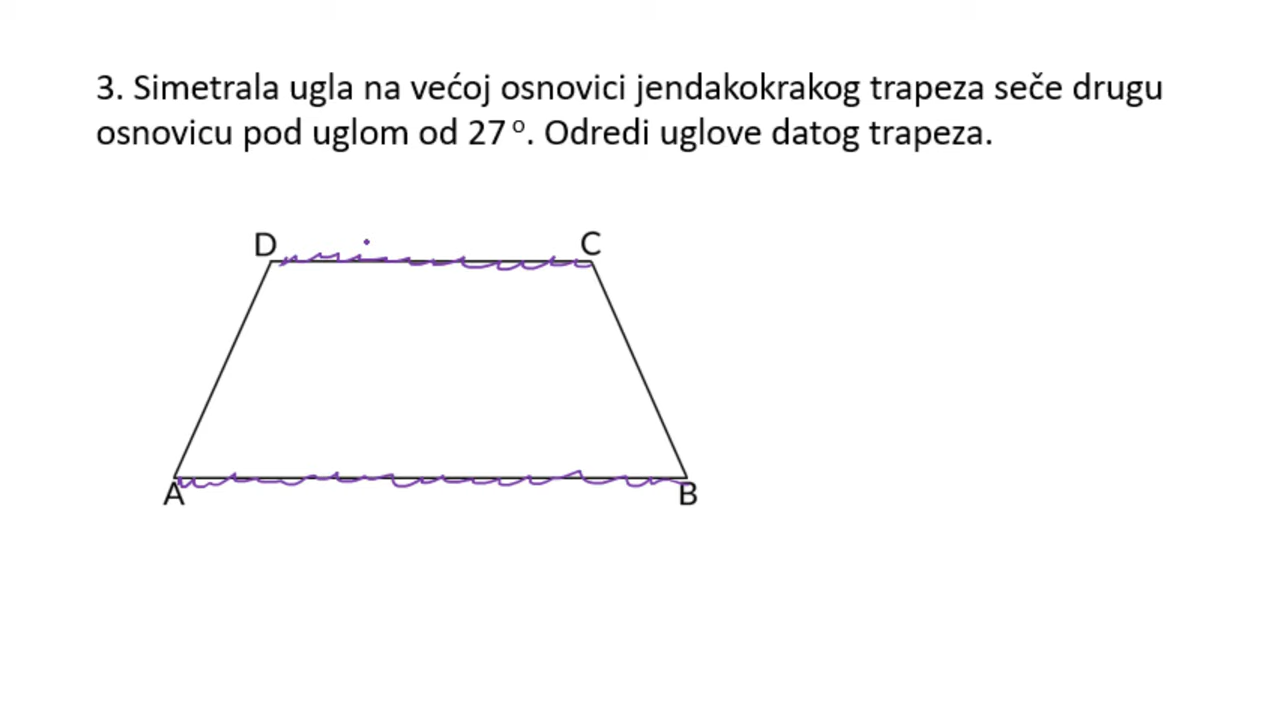 3. Simetrala ugla na većoj osnovici jendakokrakog trapeza seče drugu
osnovicu pod uglom od 27 º. Odredi uglove datog trapeza.
D C
A B